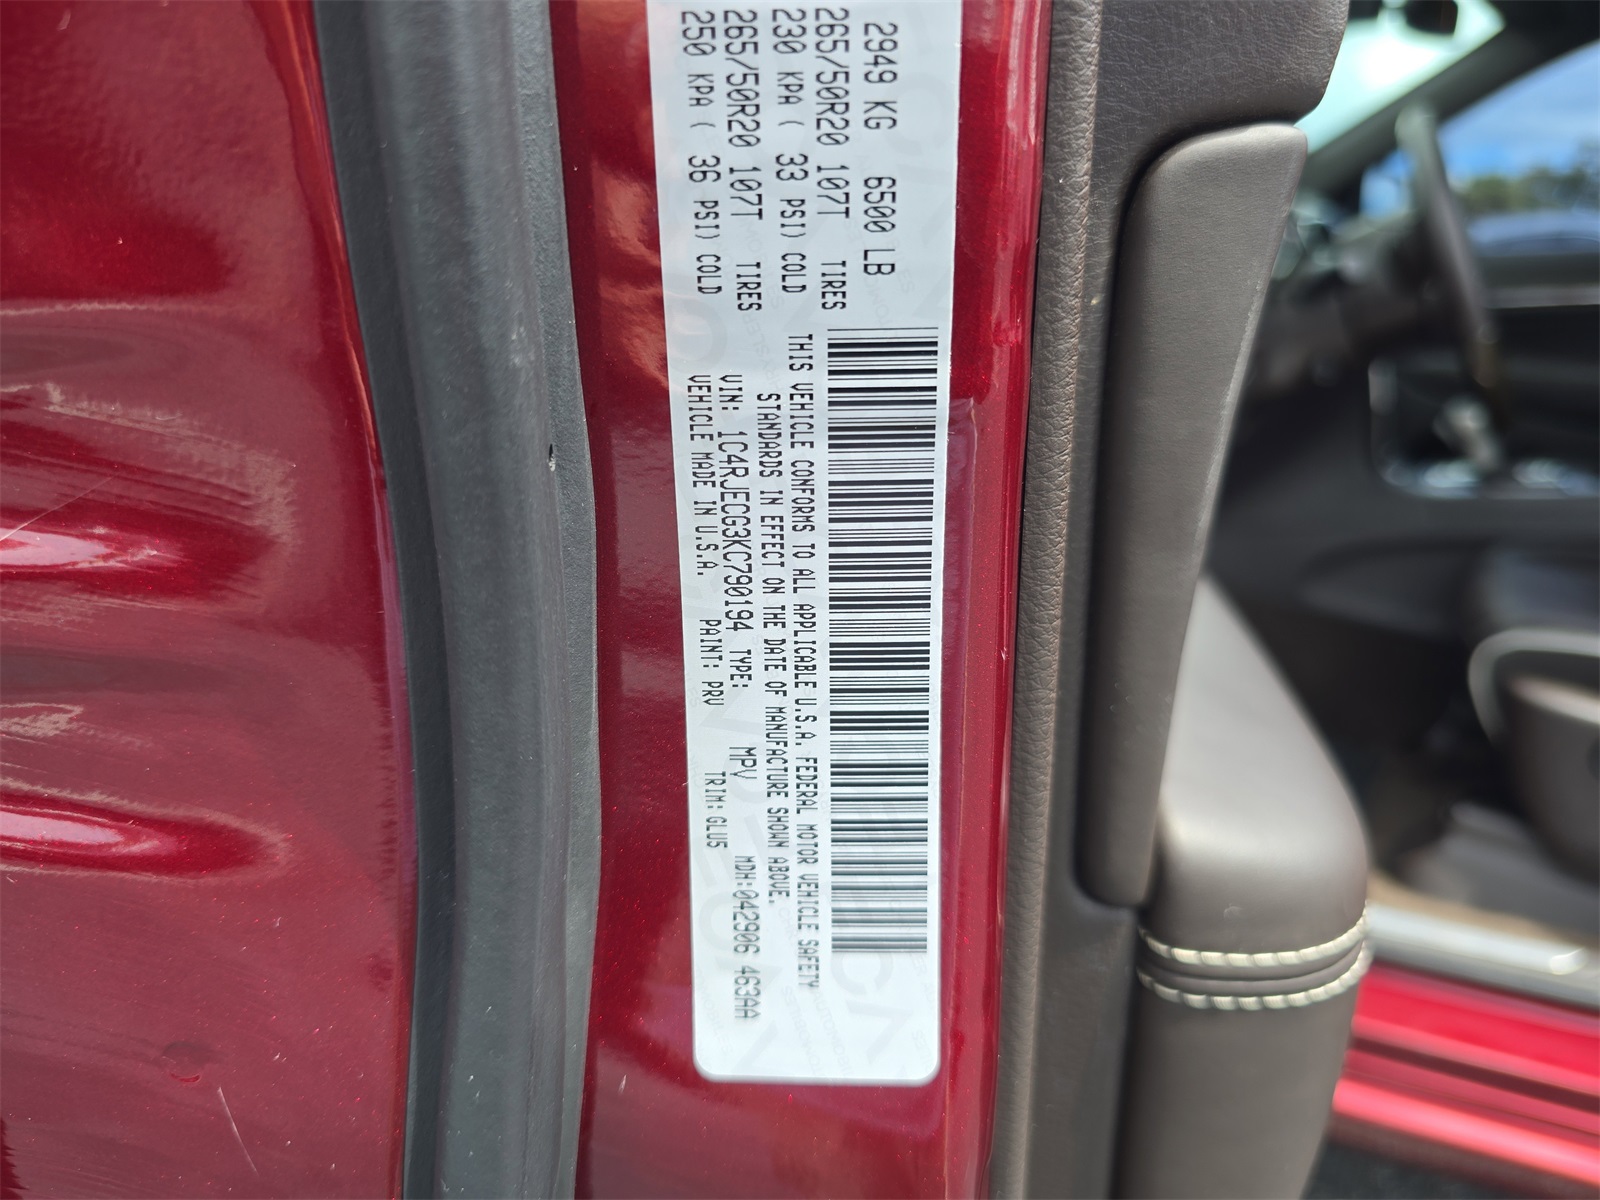 2949 KG 6500 LB
265/50R20 107T TIRES
230 KPA ( 33 PSI) COLD
265/50R20 107T TIRES
250 KPA ( 36 PSI) COLD
THIS VEHICLE CONFORMS TO ALL APPLICABLE U.S.A. FEDERAL MOTOR VEHICLE SAFETY
STANDARDS IN EFFECT ON THE DATE OF MANUFACTURE SHOWN ABOVE.
VIN: 1C4RJECG3KC790194 TYPE: MPV MDH:042906 463AA
VEHICLE MADE IN U.S.A. PAINT: PRV TRIM: GLU5